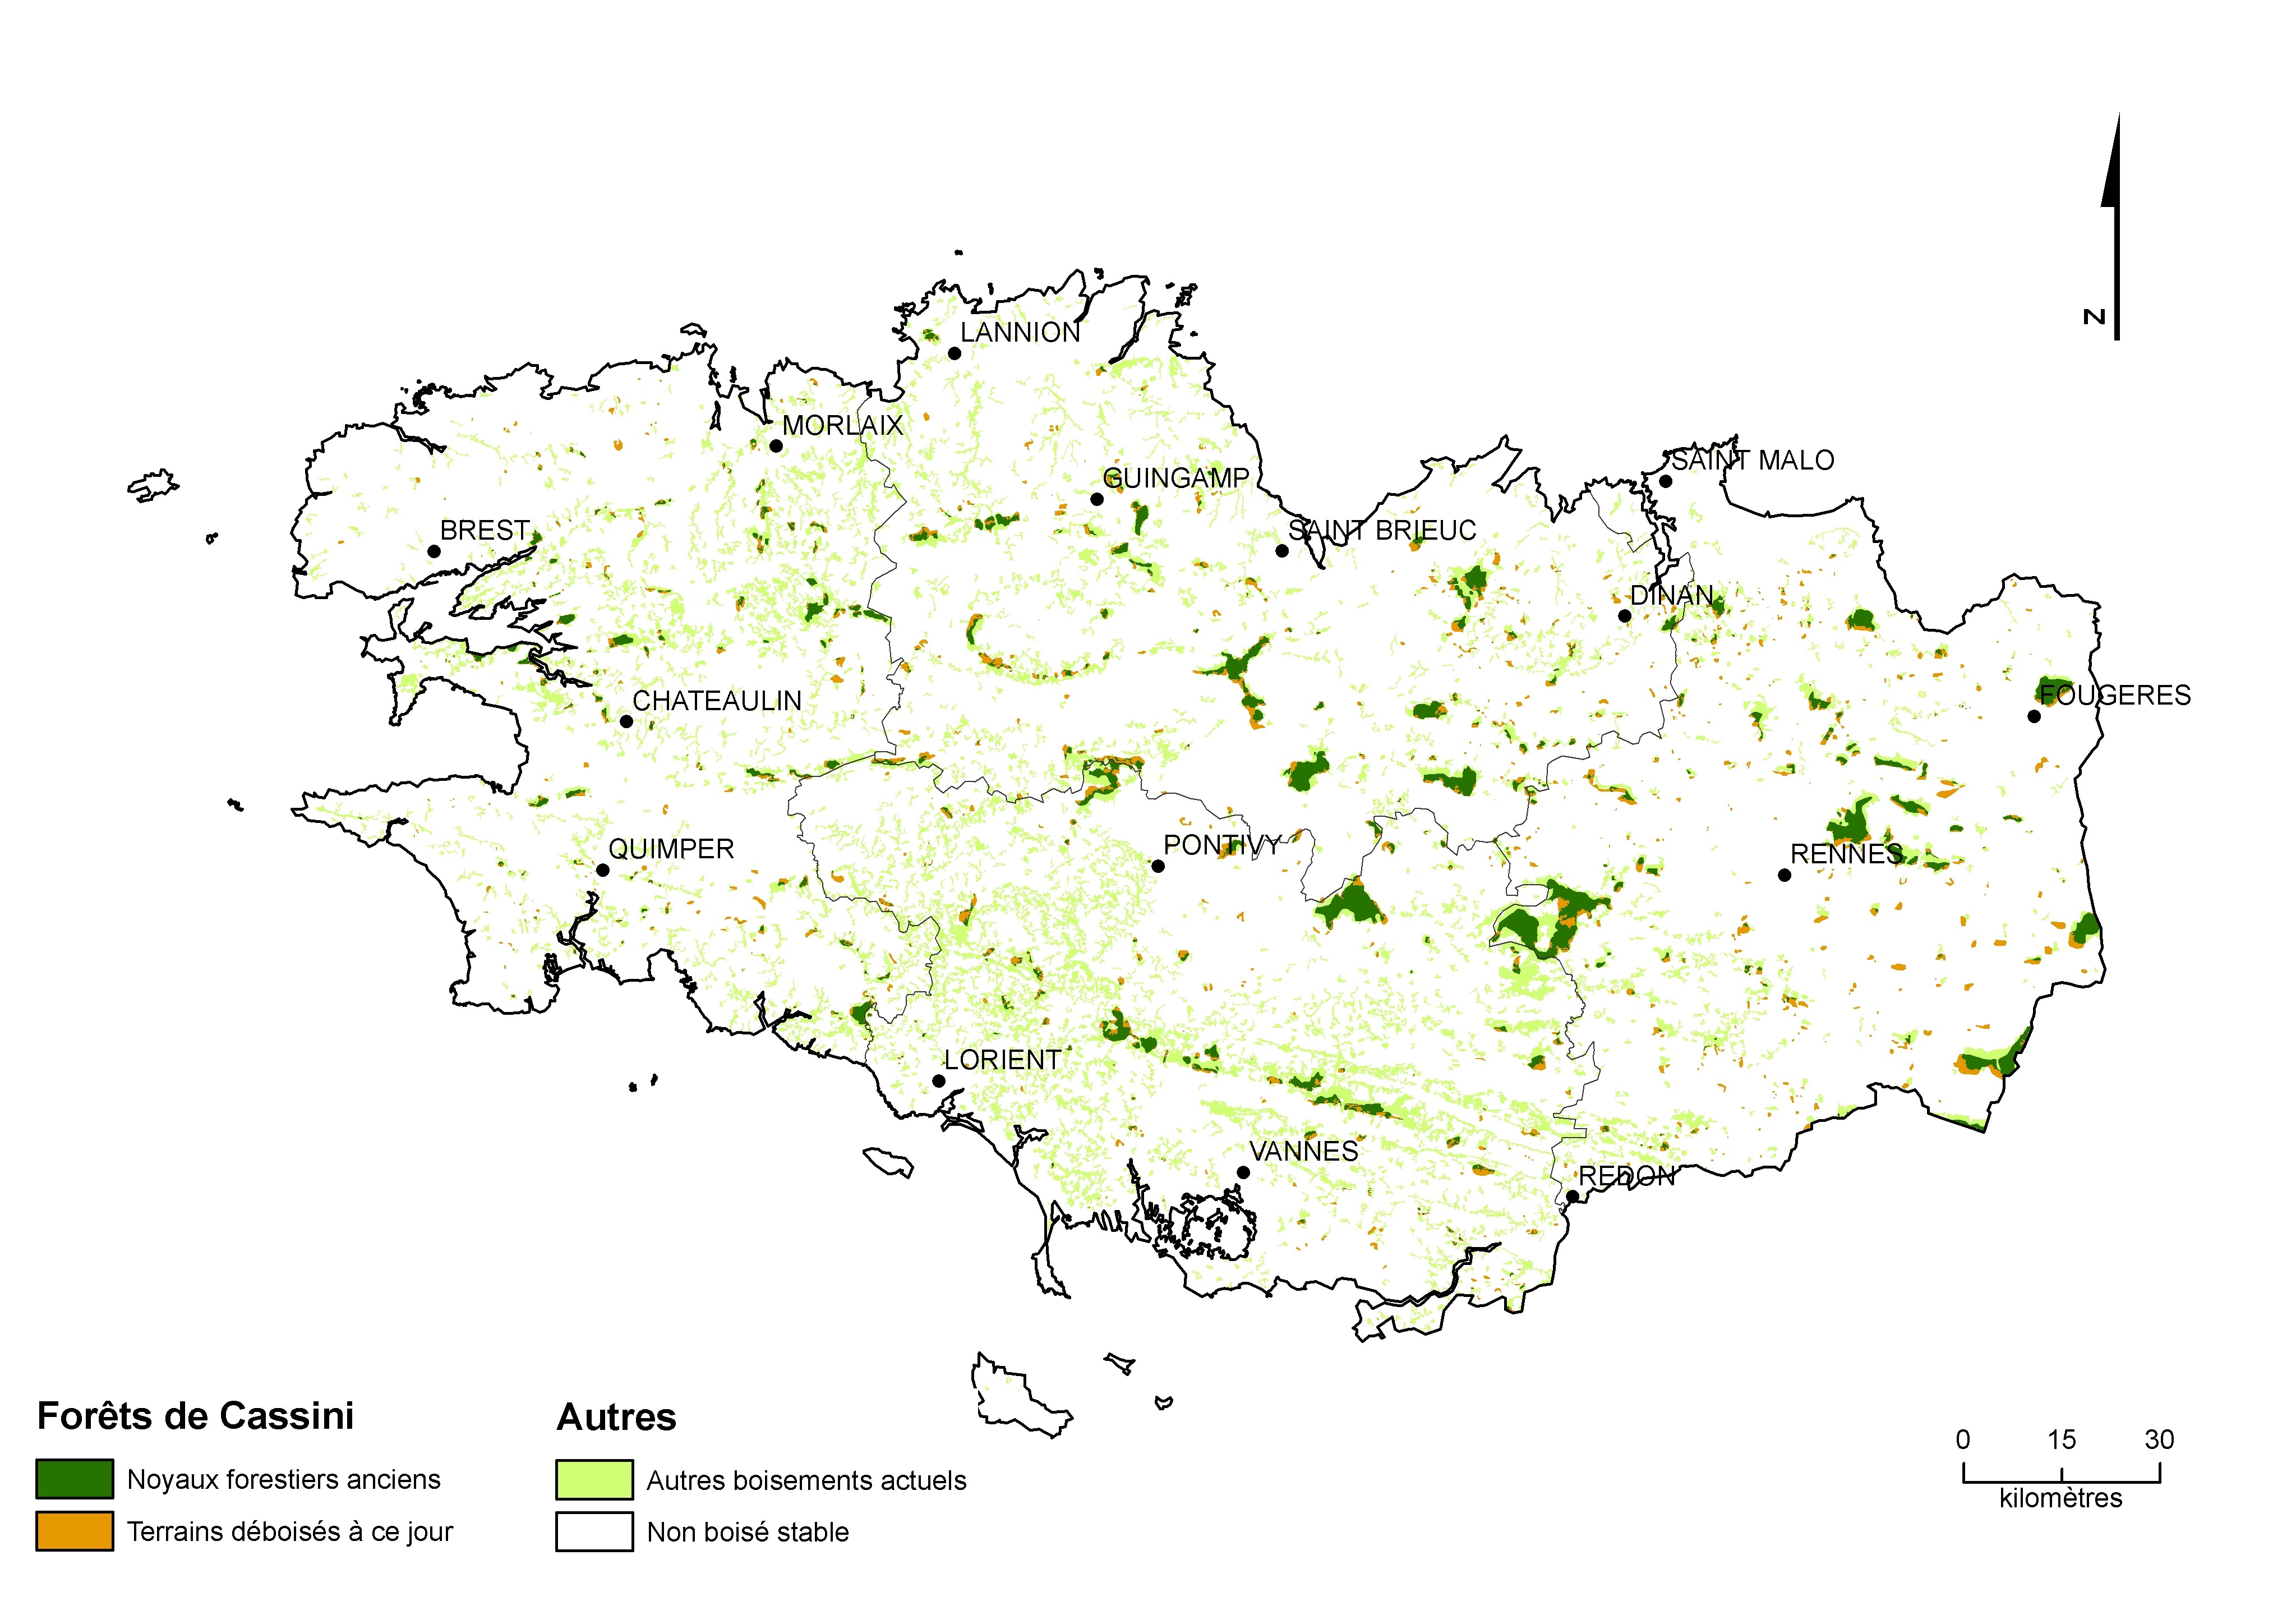 N
LANNION
MORLAIX
SAINT MALO
GUINGAMP
BREST
SAINT BRIEUC
DINAN
FOUGERES
CHATEAULIN
QUIMPER
PONTIVY
RENNES
LORIENT
VANNES
REDON
Forêts de Cassini
Noyaux forestiers anciens
Terrains déboisés à ce jour
Autres
Autres boisements actuels
Non boisé stable
0 15 30
kilomètres